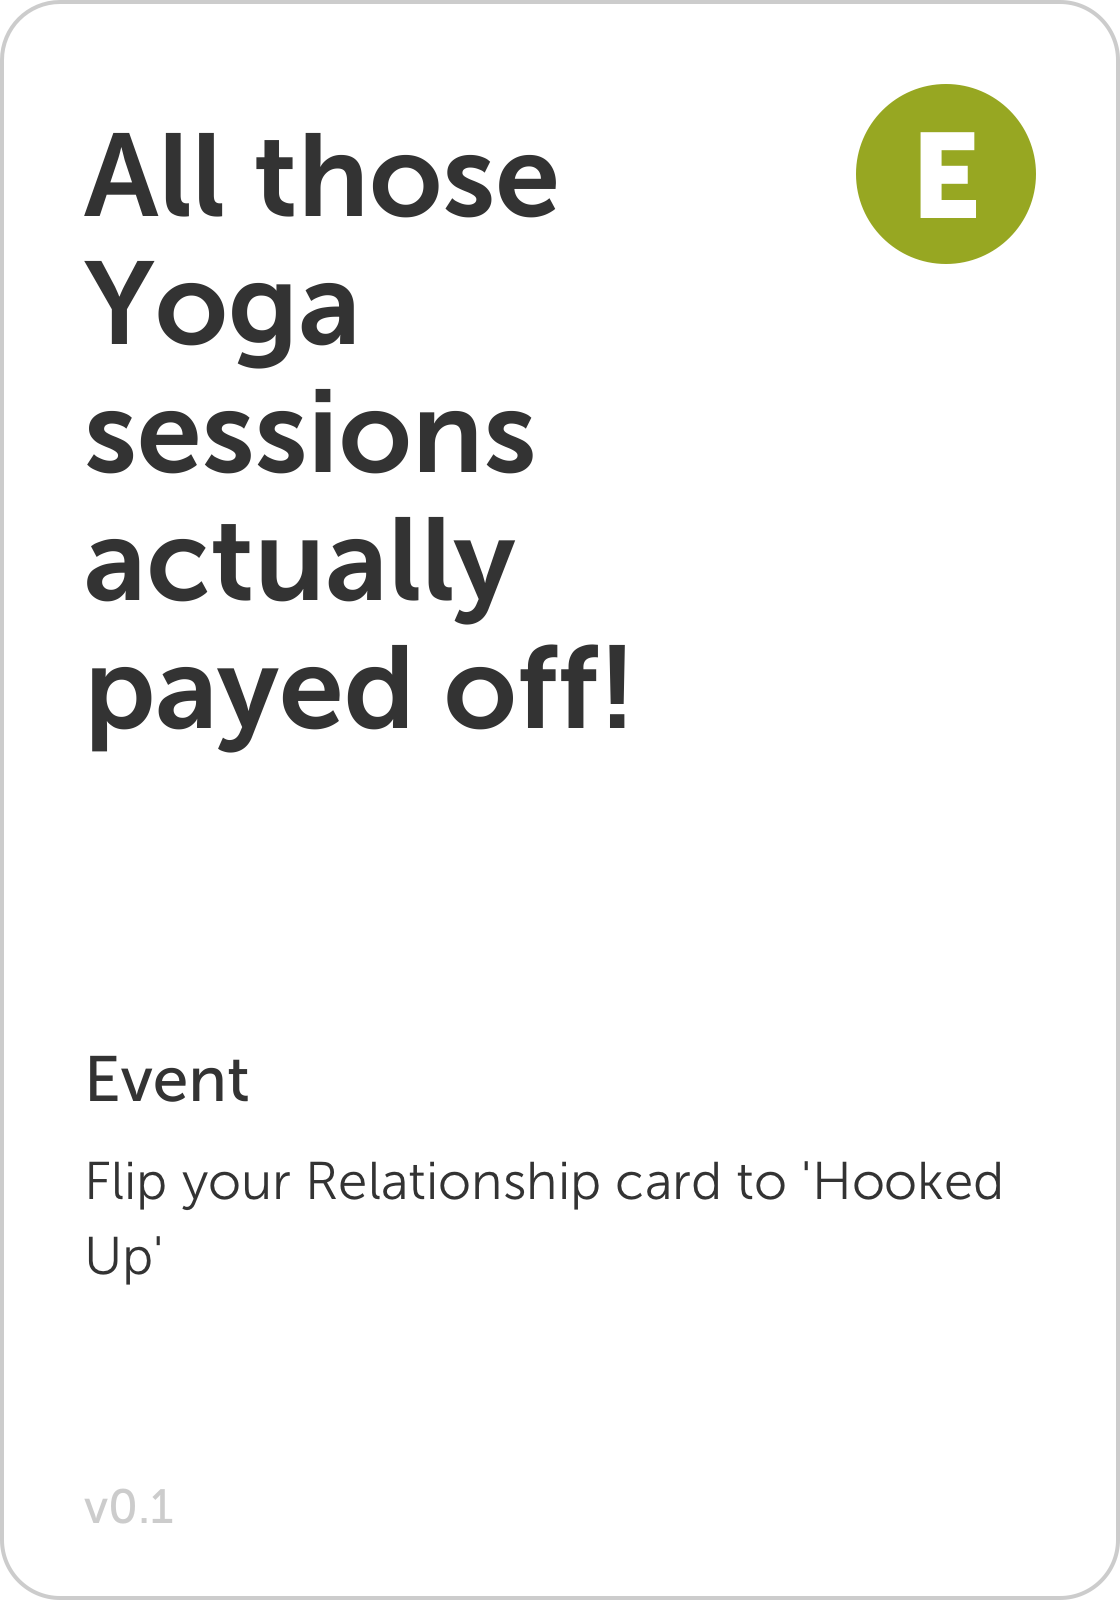 All those
E
Yoga
sessions
actually
payed off!
Event
Flip your Relationship card to 'Hooked
Up'
v0.1